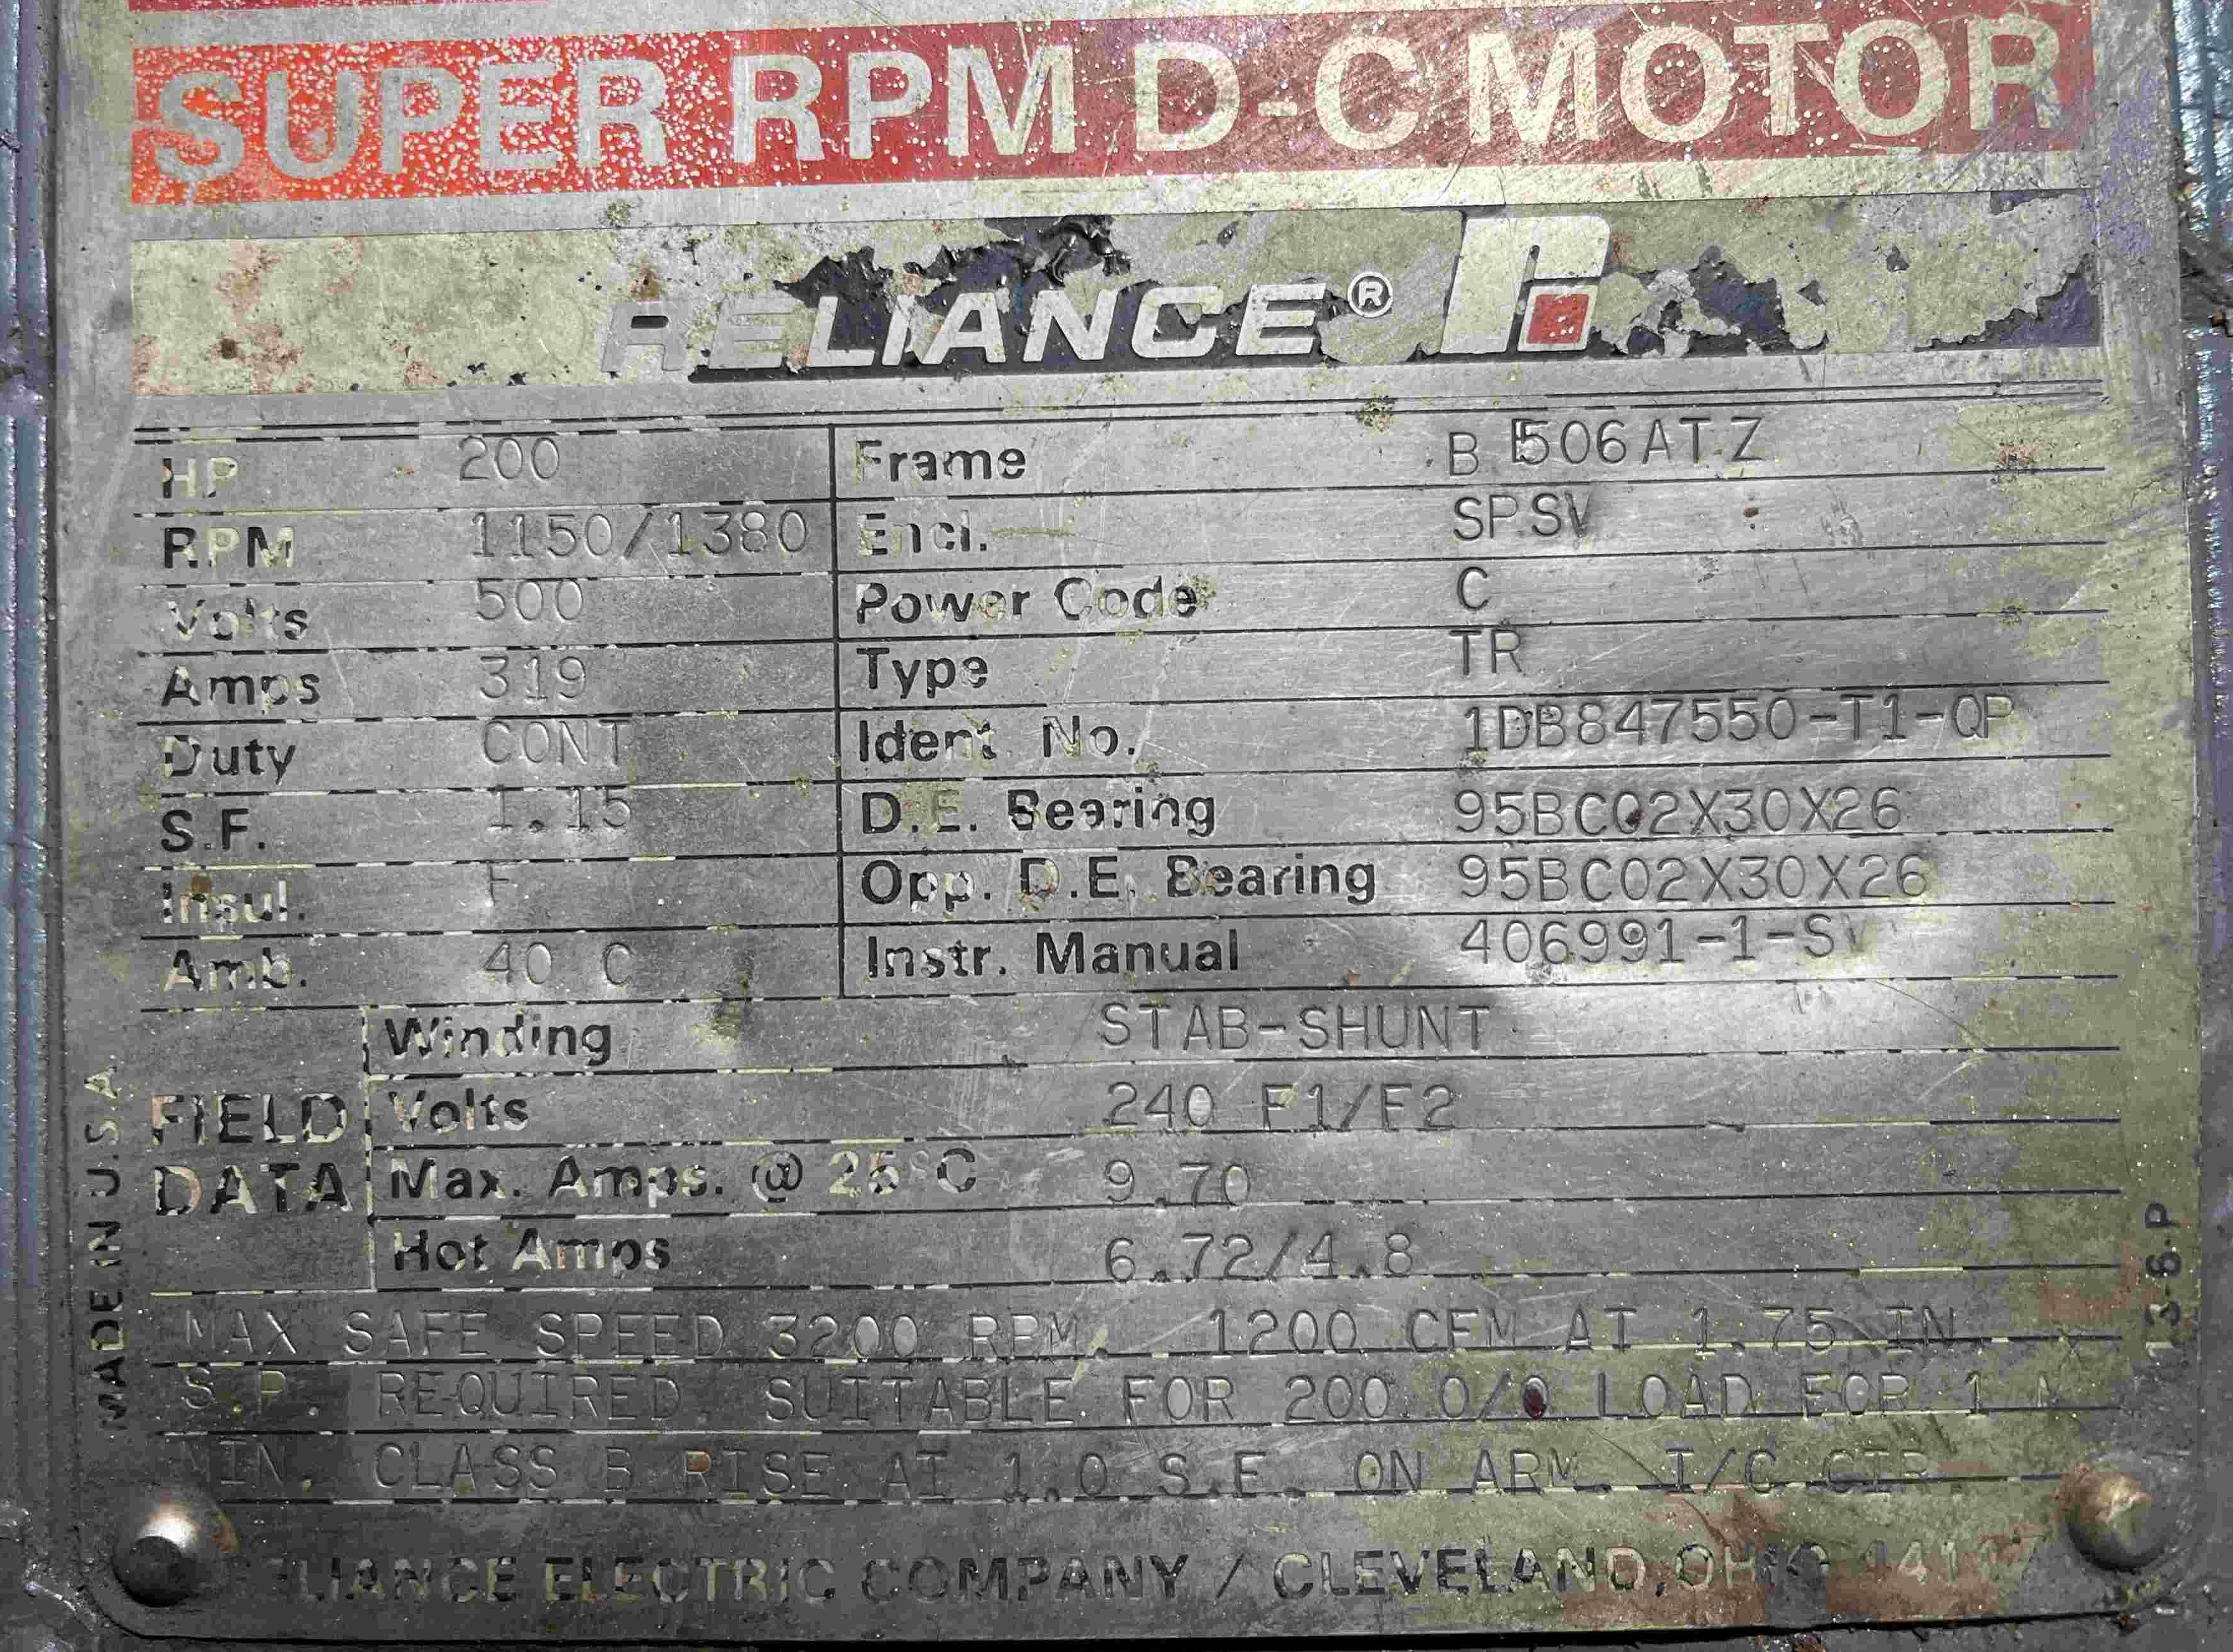 SUPER RPM D-C MOTOR
RELIANCE®
HP 200 Frame B 506ATZ
RPM 1150/1380 Encl. SPSV
Volts 500 Power Code C
Amps 319 Type TR
Duty CONT Ident. No. 1DB847550-T1-QP
S.F. 1.15 D.E. Bearing 95BC02X30X26
Insul. F Opp. D.E. Bearing 95BC02X30X26
Amb. 40 C Instr. Manual 406991-1-SV
FIELD DATA
Winding STAB-SHUNT
Volts 240 F1/F2
Max. Amps. @ 25°C 9.70
Hot Amps 6.72/4.8
MAX SAFE SPEED 3200 RPM. 1200 CFM AT 1.75 IN
S.P. REQUIRED. SUITABLE FOR 200 0/0 LOAD FOR 1 M
IN. CLASS B RISE AT 1.0 S.F. ON ARM. I/C CIR.
RELIANCE ELECTRIC COMPANY / CLEVELAND, OHIO 44117
MADE IN U.S.A.
13-6-P